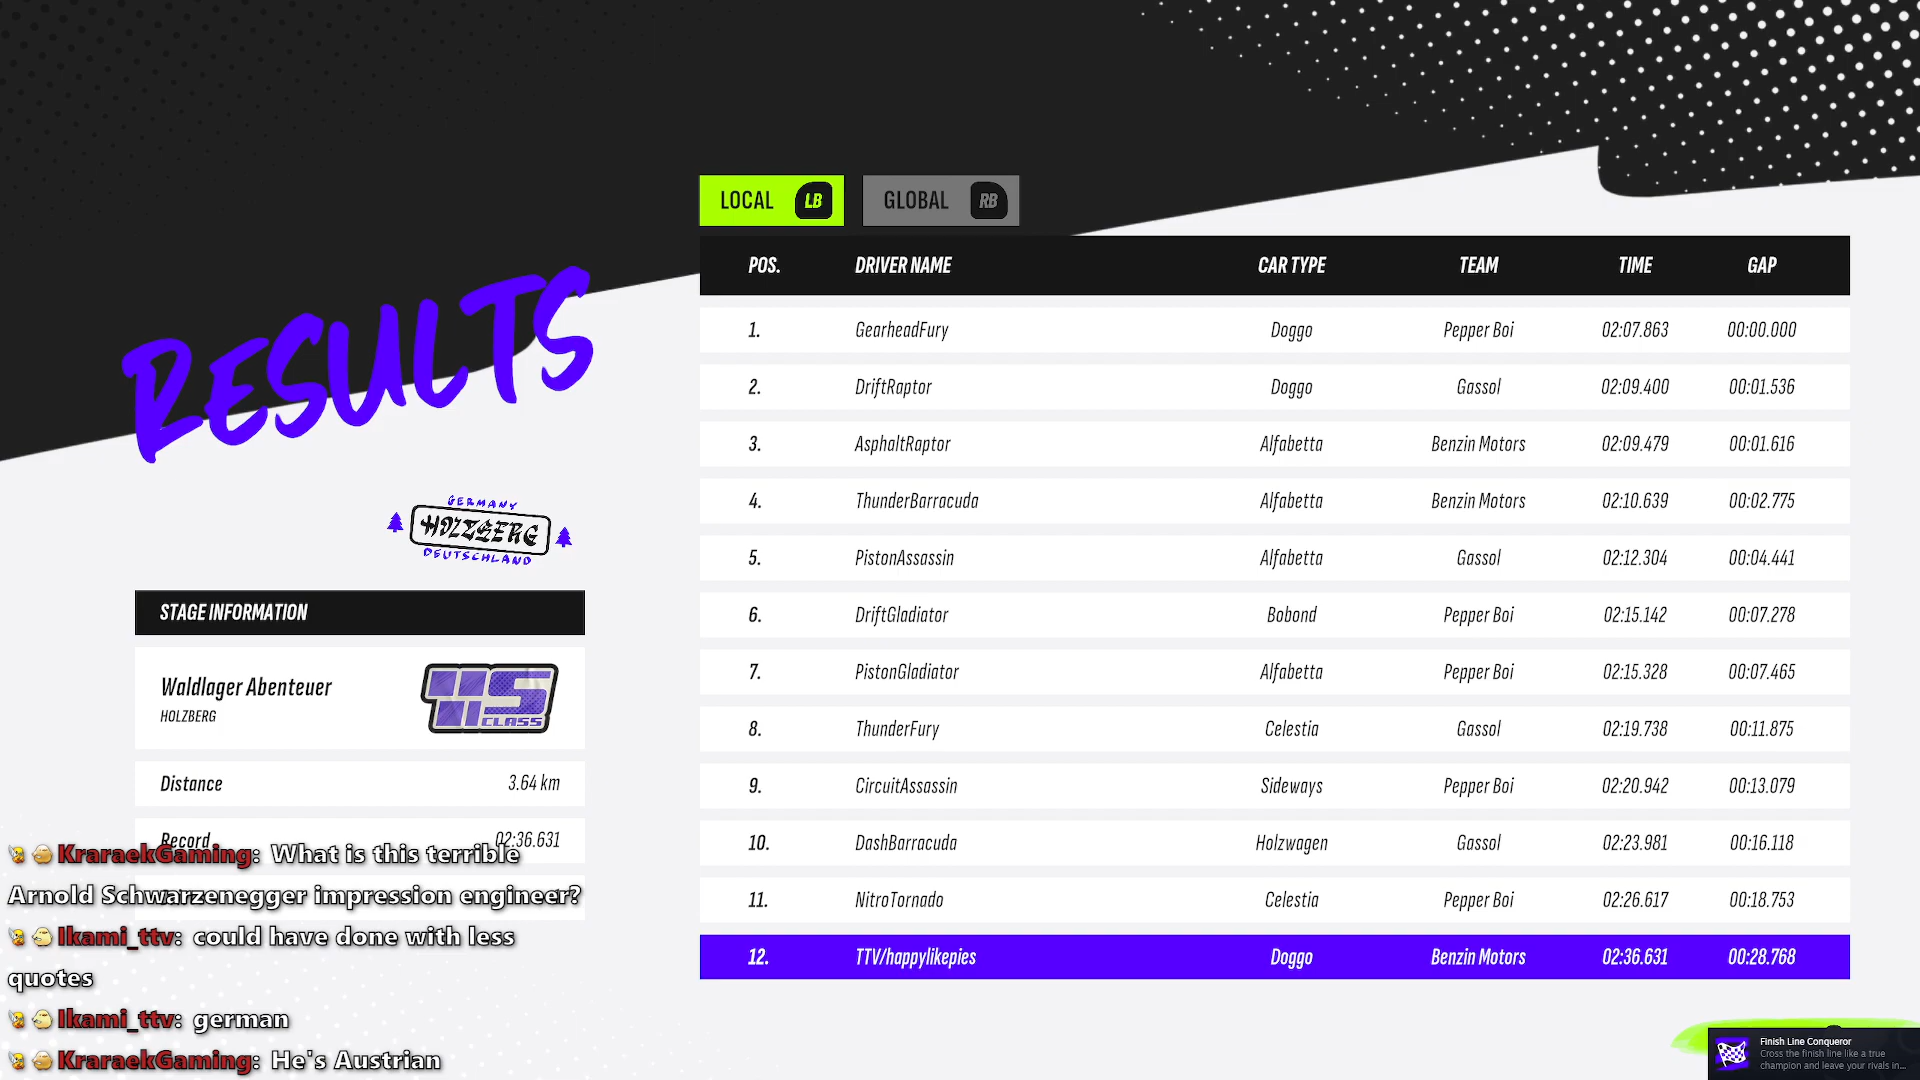 LOCAL LB GLOBAL RB
RESULTS
GERMANY
HOLZBERG
DEUTSCHLAND
STAGE INFORMATION
Waldlager Abenteuer
HOLZBERG
S CLASS
Distance 3.64 km
Record 02:36.631
POS. DRIVER NAME CAR TYPE TEAM TIME GAP
1. GearheadFury Doggo Pepper Boi 02:07.863 00:00.000
2. DriftRaptor Doggo Gassol 02:09.400 00:01.536
3. AsphaltRaptor Alfabetta Benzin Motors 02:09.479 00:01.616
4. ThunderBarracuda Alfabetta Benzin Motors 02:10.639 00:02.775
5. PistonAssassin Alfabetta Gassol 02:12.304 00:04.441
6. DriftGladiator Bobond Pepper Boi 02:15.142 00:07.278
7. PistonGladiator Alfabetta Pepper Boi 02:15.328 00:07.465
8. ThunderFury Celestia Gassol 02:19.738 00:11.875
9. CircuitAssassin Sideways Pepper Boi 02:20.942 00:13.079
10. DashBarracuda Holzwagen Gassol 02:23.981 00:16.118
11. NitroTornado Celestia Pepper Boi 02:26.617 00:18.753
12. TTV/happylikepies Doggo Benzin Motors 02:36.631 00:28.768
KraraekGaming: What is this terrible
Arnold Schwarzenegger impression engineer?
Ikami_ttv: could have done with less
quotes
Ikami_ttv: german
KraraekGaming: He's Austrian
Finish Line Conqueror
Cross the finish line like a true
champion and leave your rivals in...